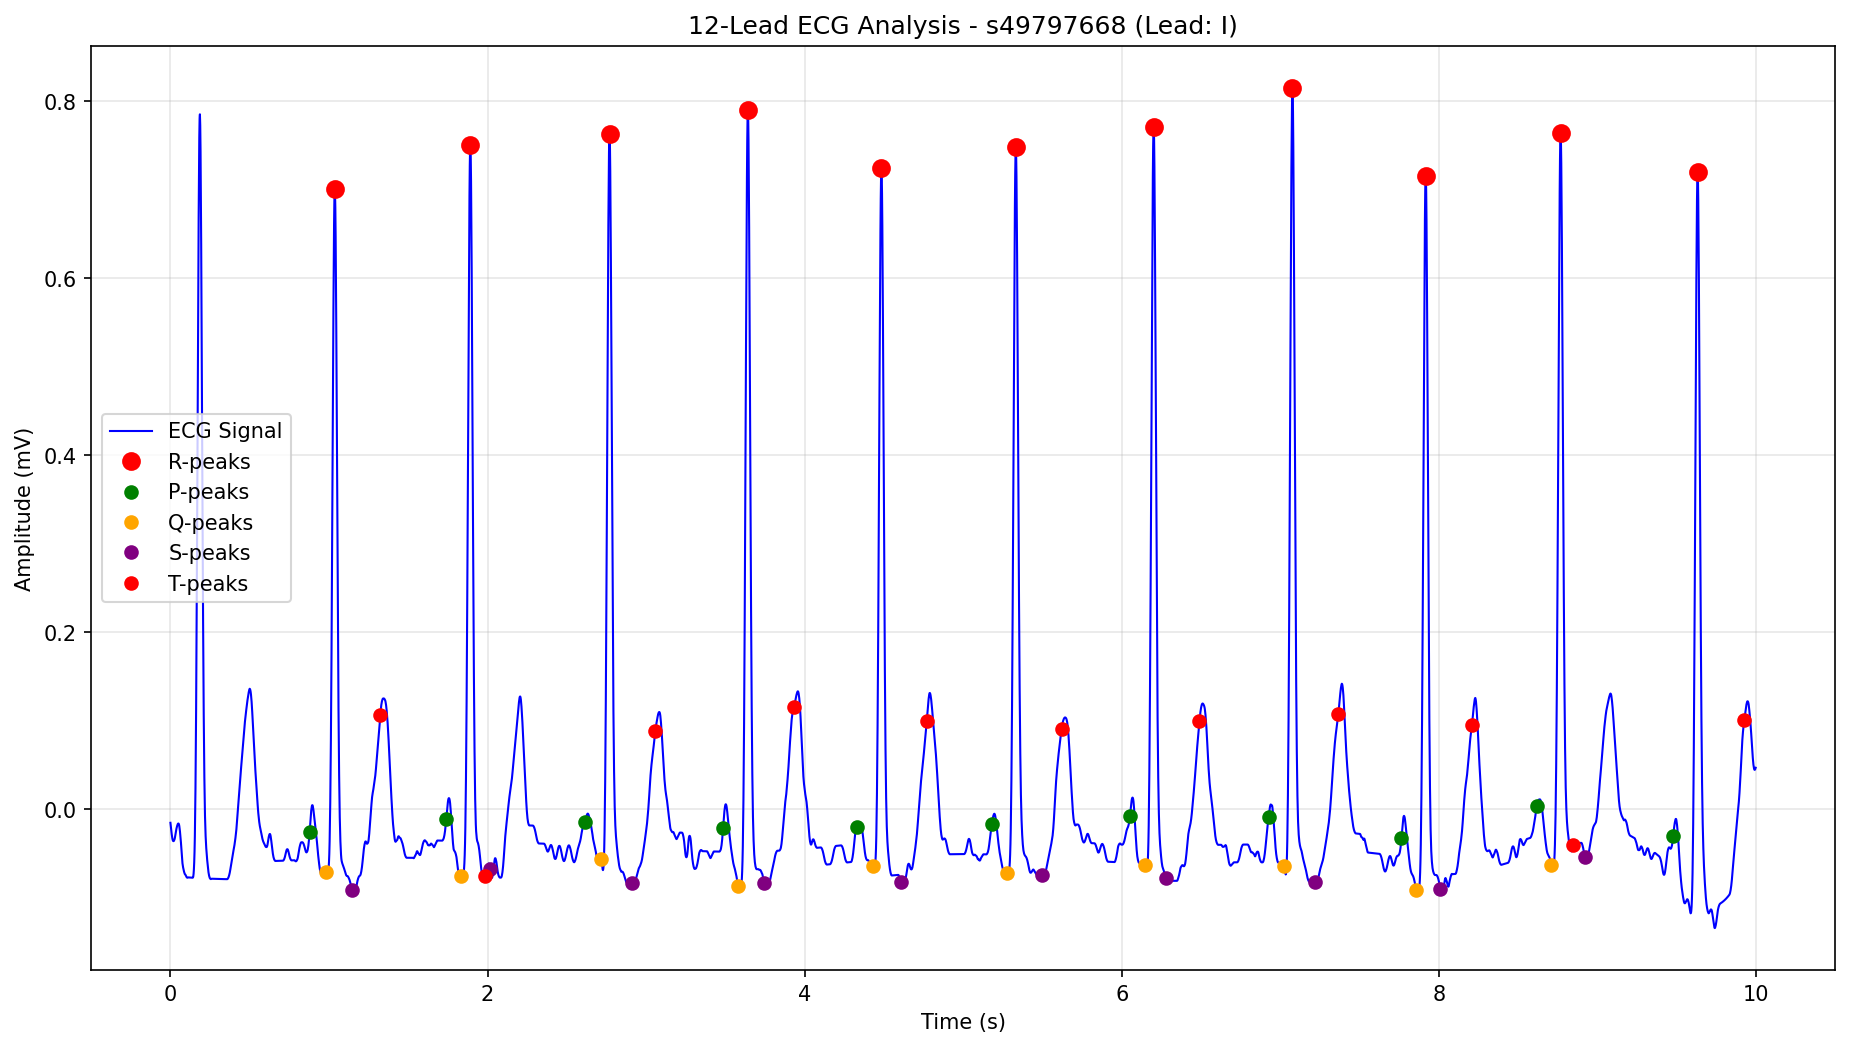 12-Lead ECG Analysis - s49797668 (Lead: I)
Amplitude (mV)
0.8
0.6
0.4
0.2
0.0
ECG Signal
R-peaks
P-peaks
Q-peaks
S-peaks
T-peaks
0 2 4 6 8 10
Time (s)